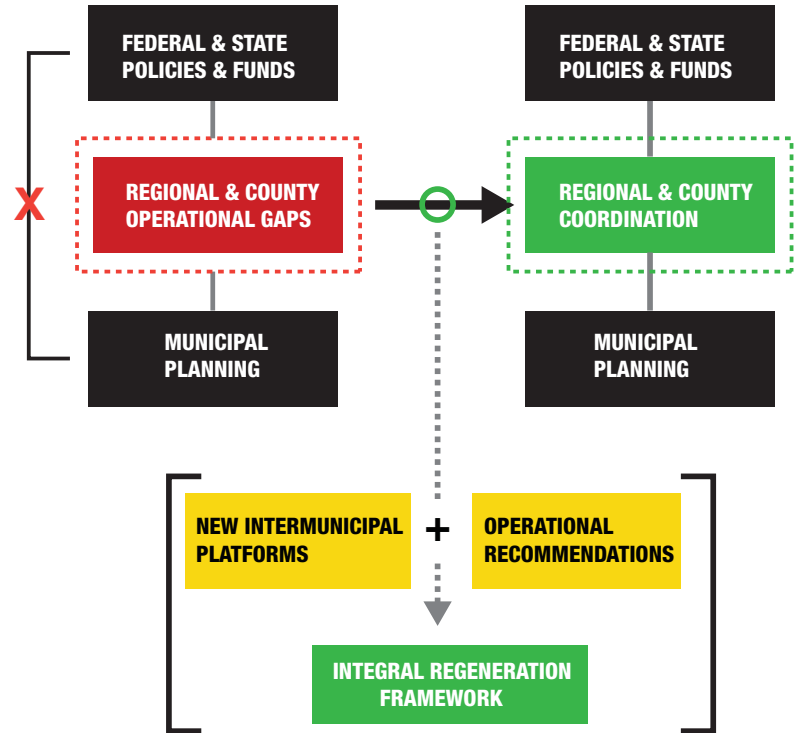 FEDERAL & STATE
POLICIES & FUNDS
FEDERAL & STATE
POLICIES & FUNDS
X
REGIONAL & COUNTY
OPERATIONAL GAPS
REGIONAL & COUNTY
COORDINATION
MUNICIPAL
PLANNING
MUNICIPAL
PLANNING
NEW INTERMUNICIPAL
PLATFORMS
+
OPERATIONAL
RECOMMENDATIONS
INTEGRAL REGENERATION
FRAMEWORK